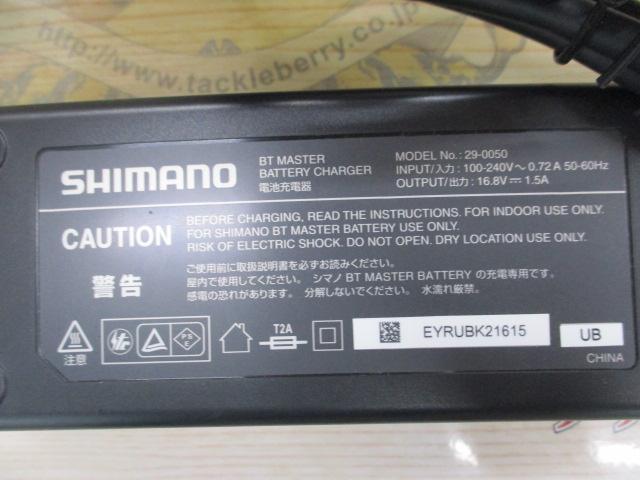 http://www.tackleberry.co.jp
SHIMANO
BT MASTER
BATTERY CHARGER
電池充電器
MODEL No.: 29-0050
INPUT/入力: 100-240V～ 0.72 A 50-60Hz
OUTPUT/出力: 16.8V⎓ 1.5A
CAUTION
BEFORE CHARGING, READ THE INSTRUCTIONS. FOR INDOOR USE ONLY.
FOR SHIMANO BT MASTER BATTERY USE ONLY.
RISK OF ELECTRIC SHOCK. DO NOT OPEN. DRY LOCATION USE ONLY.
警告
ご使用前に取扱説明書を必ずお読みください。
屋内で使用してください。 シマノ BT MASTER BATTERY の充電専用です。
感電の恐れがあります。 分解しないでください。 水濡れ厳禁。
注意
PS
E
T2A
EYRUBK21615
UB
CHINA